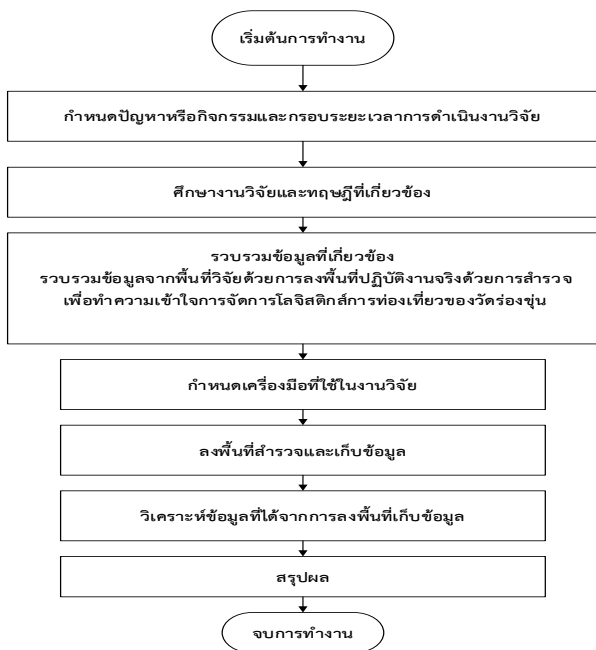 เริ่มต้นการทำงาน
กำหนดปัญหาหรือกิจกรรมและกรอบระยะเวลาการดำเนินงานวิจัย
ศึกษางานวิจัยและทฤษฎีที่เกี่ยวข้อง
รวบรวมข้อมูลที่เกี่ยวข้อง
รวบรวมข้อมูลจากพื้นที่วิจัยด้วยการลงพื้นที่ปฏิบัติงานจริงด้วยการสำรวจ
เพื่อทำความเข้าใจการจัดการโลจิสติกส์การท่องเที่ยวของวัดร่องขุ่น
กำหนดเครื่องมือที่ใช้ในงานวิจัย
ลงพื้นที่สำรวจและเก็บข้อมูล
วิเคราะห์ข้อมูลที่ได้จากการลงพื้นที่เก็บข้อมูล
สรุปผล
จบการทำงาน